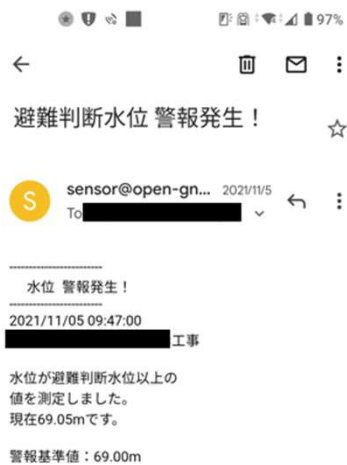 97%
避難判断水位 警報発生！
S
sensor@open-gn... 2021/11/5
To
------------------------
水位 警報発生！
------------------------
2021/11/05 09:47:00
工事
水位が避難判断水位以上の
値を測定しました。
現在69.05mです。
警報基準値：69.00m